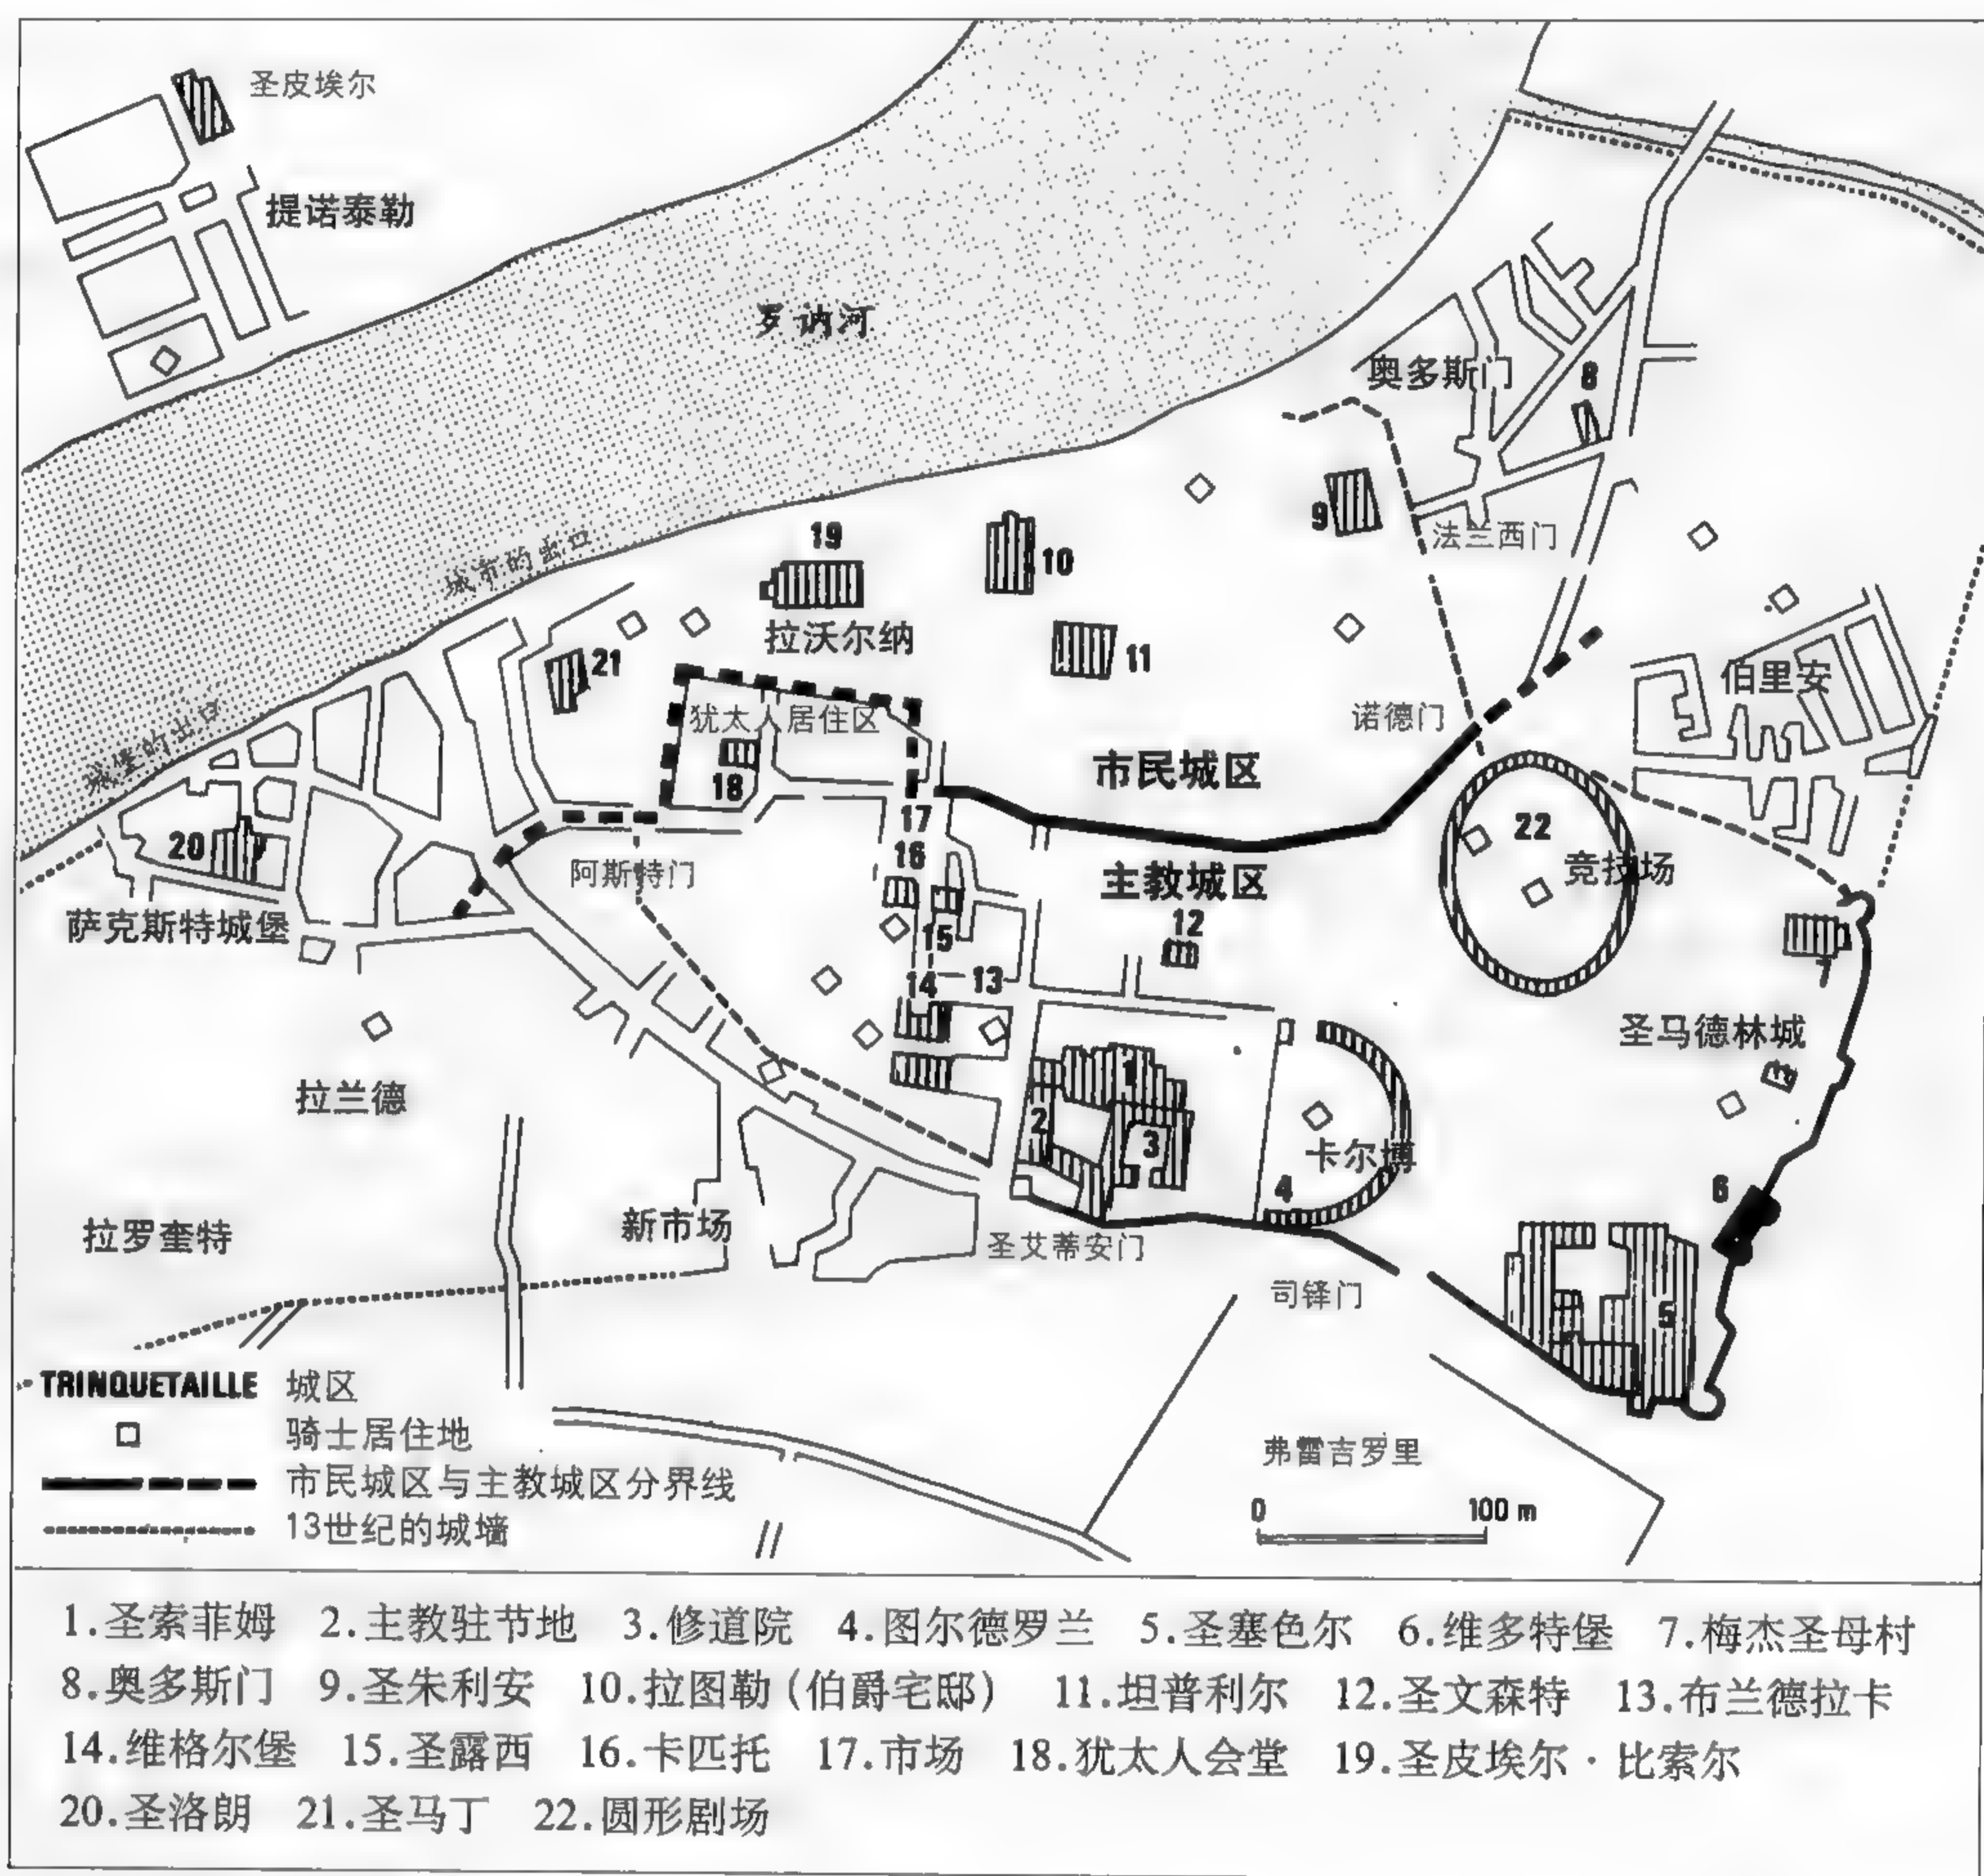 圣皮埃尔
提诺泰勒
罗讷河
奥多斯门
8
9
法兰西门
城市的出口
19
10
拉沃尔纳
11
21
伯里安
城堡的出口
犹太人居住区
诺德门
18
市民城区
17
22
20
16
阿斯特门
竞技场
主教城区
萨克斯特城堡
12
15
7
14
13
圣马德林城
拉兰德
1
2
3
卡尔博
4
6
拉罗奎特
新市场
圣艾蒂安门
司铎门
5
TRINQUETAILLE 城区
骑士居住地
市民城区与主教城区分界线
13世纪的城墙
弗雷吉罗里
0 100 m
1.圣索菲姆 2.主教驻节地 3.修道院 4.图尔德罗兰 5.圣塞色尔 6.维多特堡 7.梅杰圣母村
8.奥多斯门 9.圣朱利安 10.拉图勒(伯爵宅邸) 11.坦普利尔 12.圣文森特 13.布兰德拉卡
14.维格尔堡 15.圣露西 16.卡匹托 17.市场 18.犹太人会堂 19.圣皮埃尔·比索尔
20.圣洛朗 21.圣马丁 22.圆形剧场